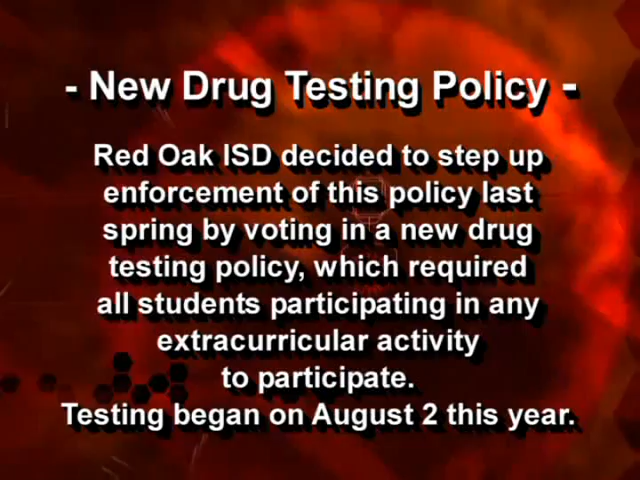 - New Drug Testing Policy -
Red Oak ISD decided to step up
enforcement of this policy last
spring by voting in a new drug
testing policy, which required
all students participating in any
extracurricular activity
to participate.
Testing began on August 2 this year.